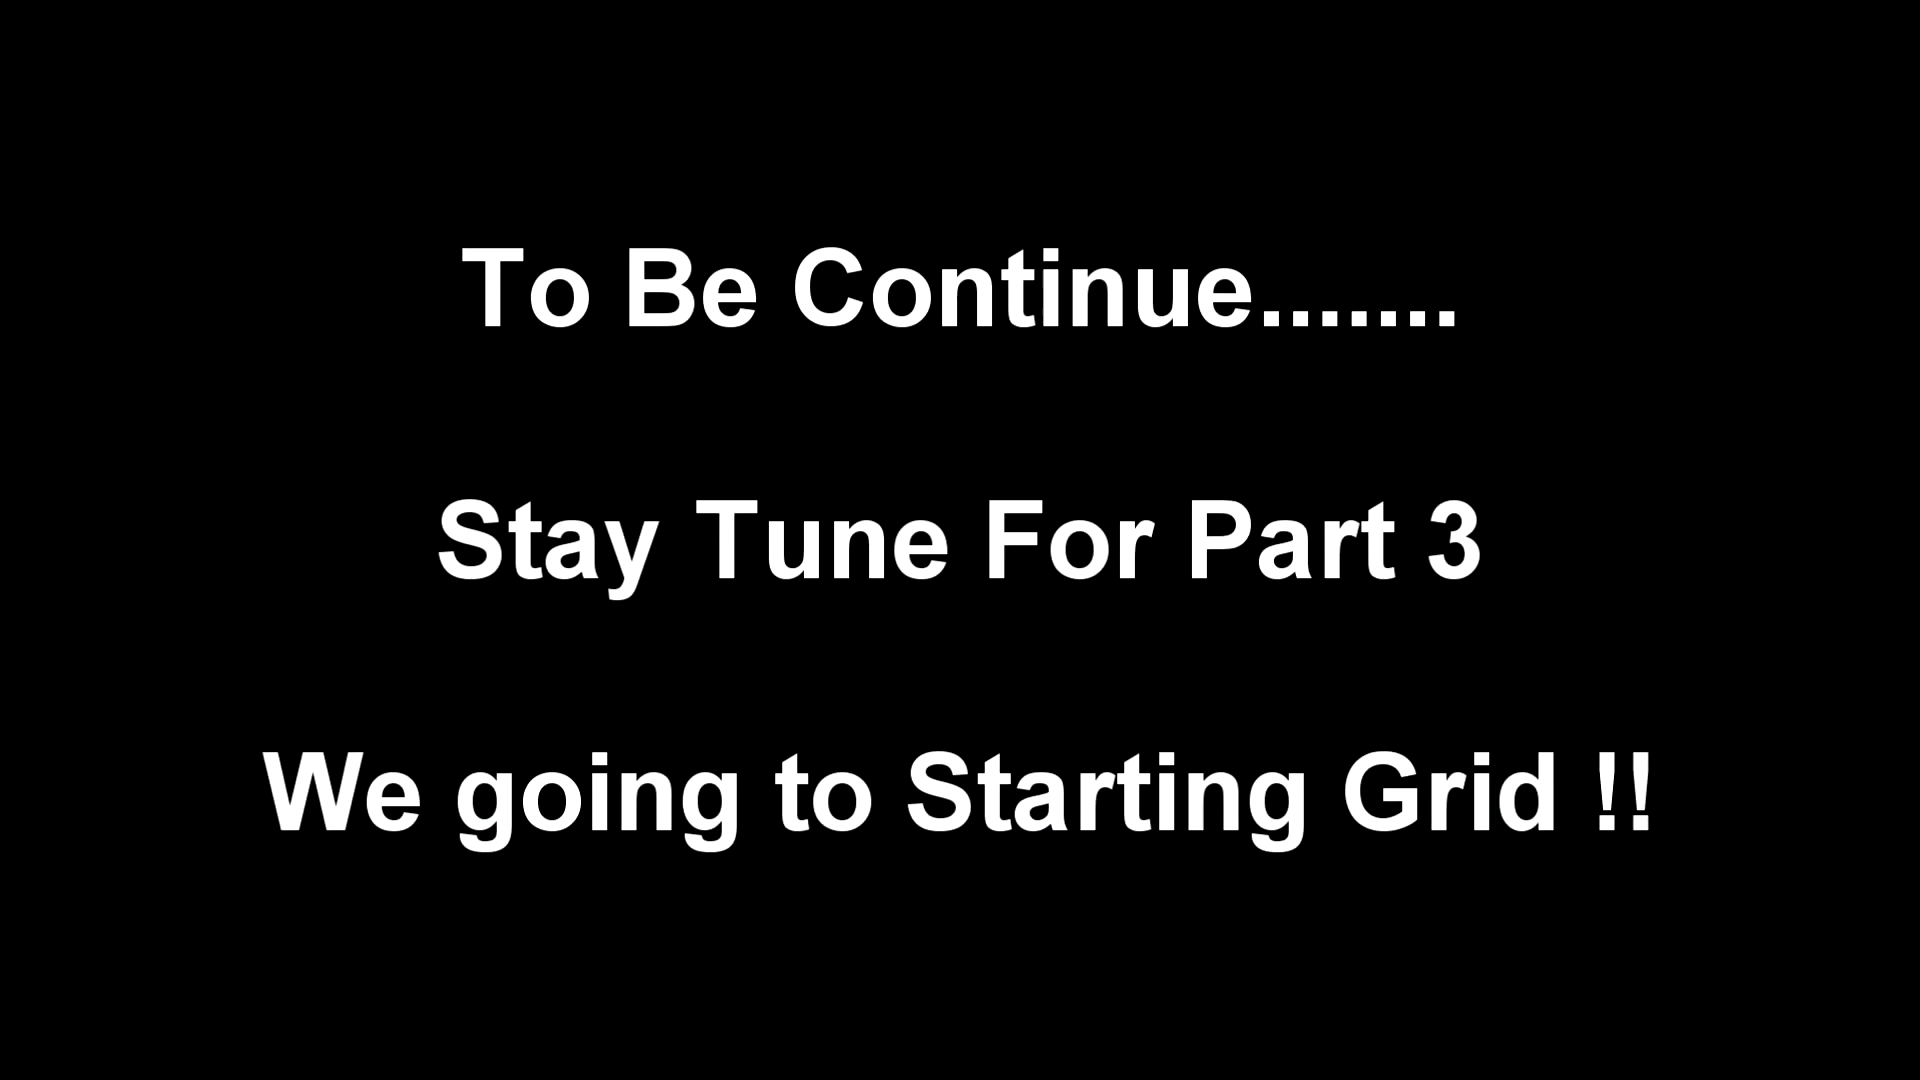 To Be Continue.......
Stay Tune For Part 3
We going to Starting Grid !!